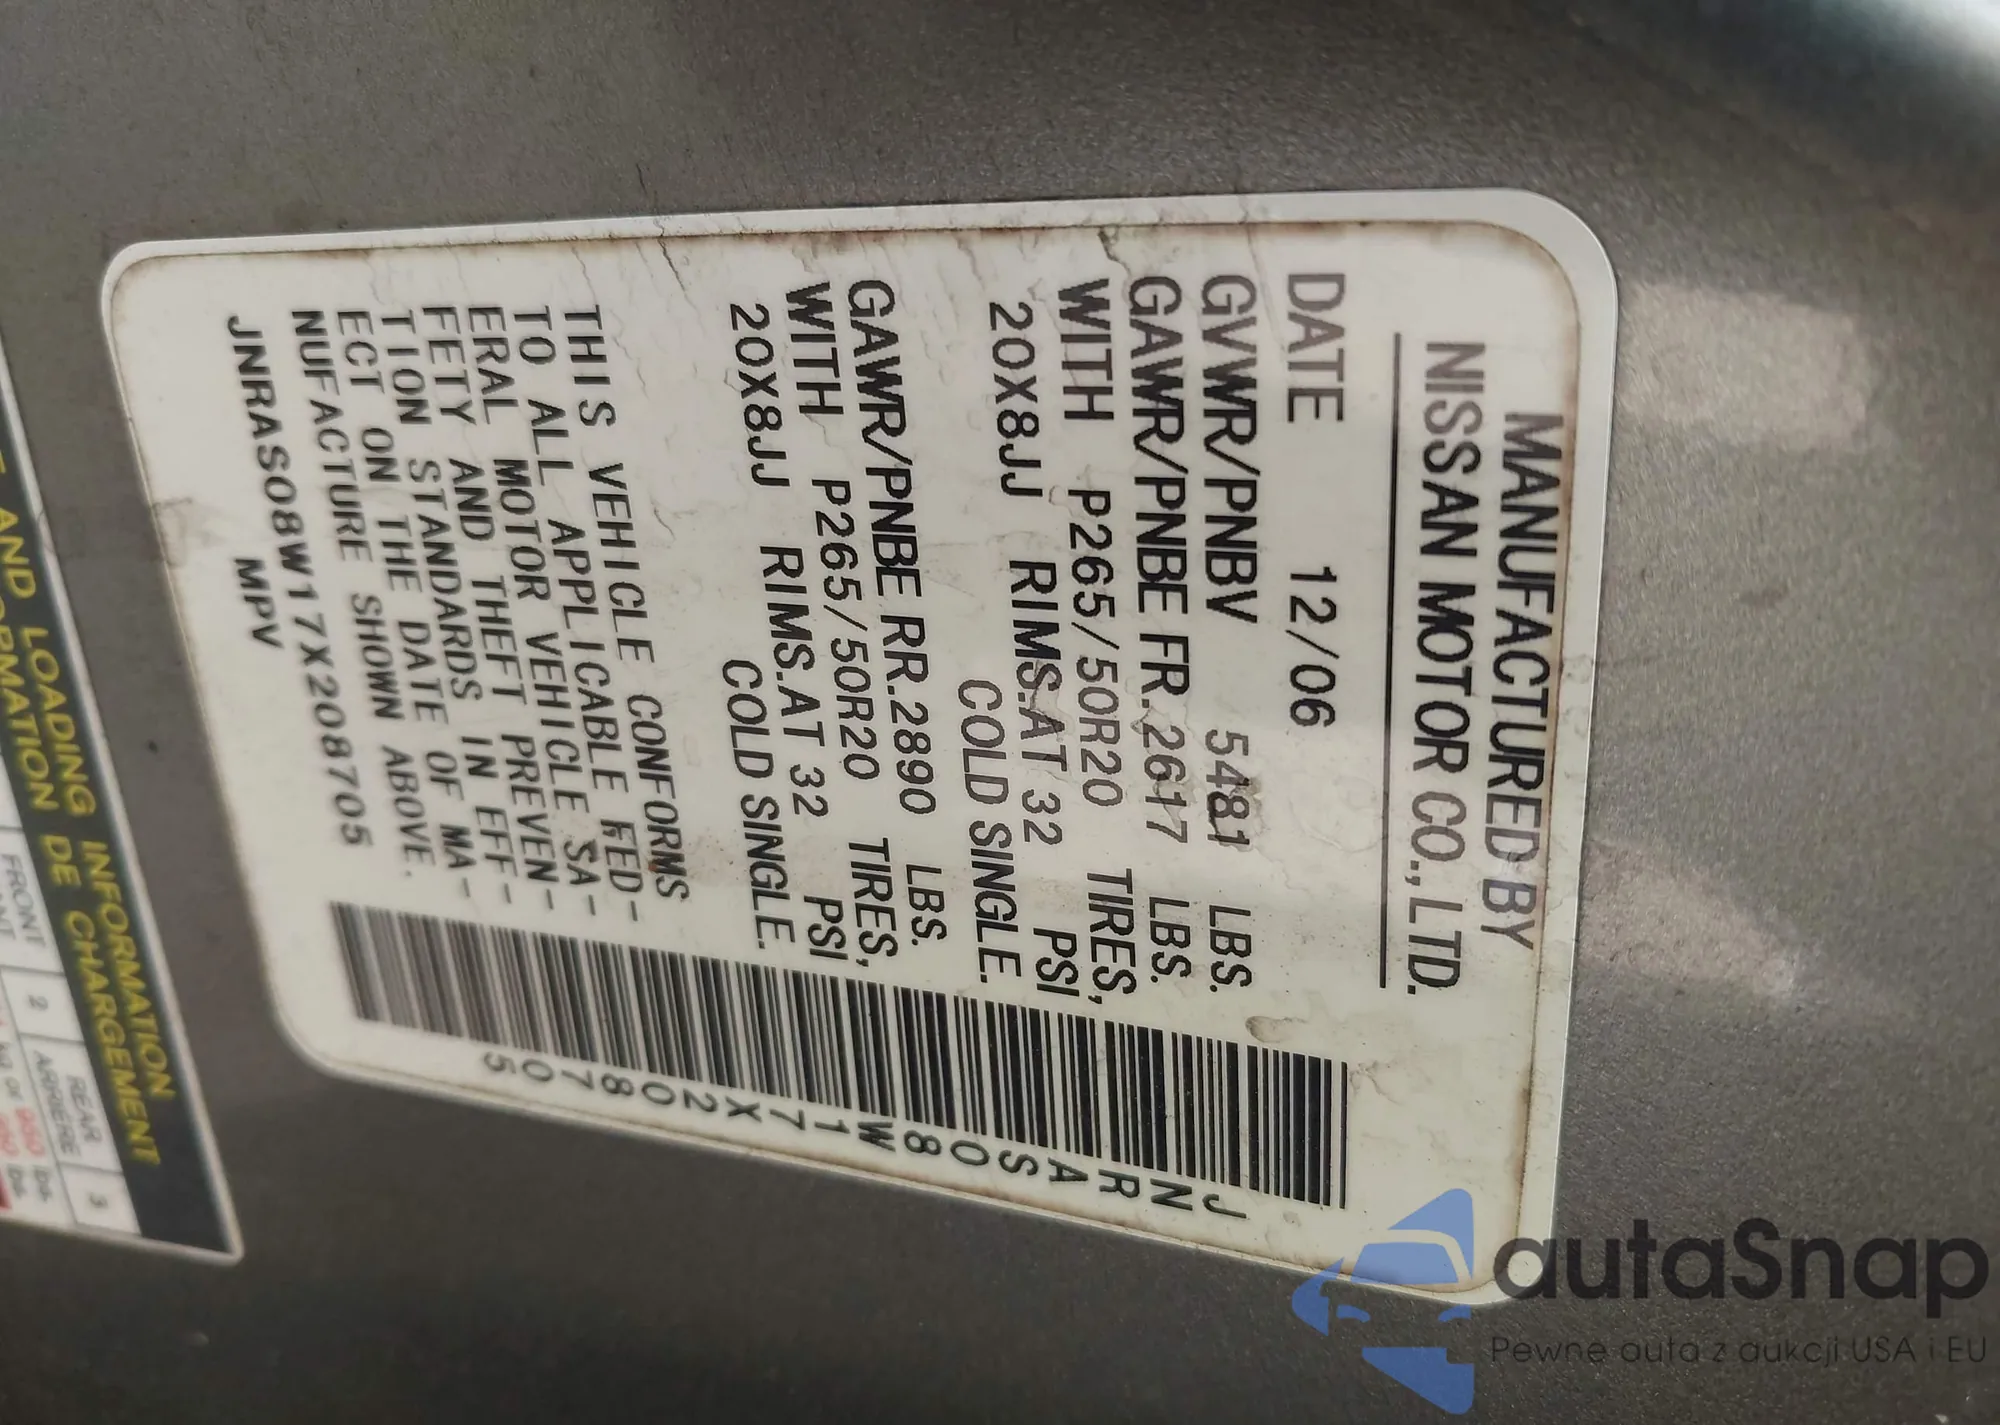 MANUFACTURED BY
NISSAN MOTOR CO.,LTD.
DATE 12/06
GVWR/PNBV 5481 LBS.
GAWR/PNBE FR.2617 LBS.
WITH P265/50R20 TIRES,
20X8JJ RIMS.AT 32 PSI
COLD SINGLE.
GAWR/PNBE RR.2890 LBS.
WITH P265/50R20 TIRES,
20X8JJ RIMS.AT 32 PSI
COLD SINGLE.
THIS VEHICLE CONFORMS
TO ALL APPLICABLE FED-
ERAL MOTOR VEHICLE SA-
FETY AND THEFT PREVEN-
TION STANDARDS IN EFF-
ECT ON THE DATE OF MA-
NUFACTURE SHOWN ABOVE.
JNRAS08W17X208705
MPV
JNRAS08W17X208705
AND LOADING INFORMATION
DE CHARGEMENT
FRONT 2 REAR 3
ARRIERE
autaSnap
Pewne auta z aukcji USA i EU